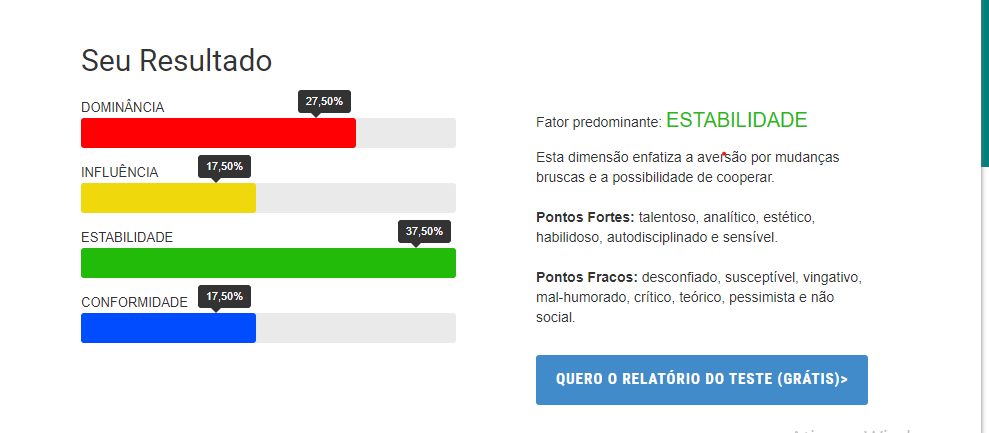 Seu Resultado
DOMINÂNCIA
27,50%
INFLUÊNCIA
17,50%
ESTABILIDADE
37,50%
CONFORMIDADE
17,50%
Fator predominante: ESTABILIDADE
Esta dimensão enfatiza a aversão por mudanças
bruscas e a possibilidade de cooperar.
Pontos Fortes: talentoso, analítico, estético,
habilidoso, autodisciplinado e sensível.
Pontos Fracos: desconfiado, susceptível, vingativo,
mal-humorado, crítico, teórico, pessimista e não
social.
QUERO O RELATÓRIO DO TESTE (GRÁTIS)>